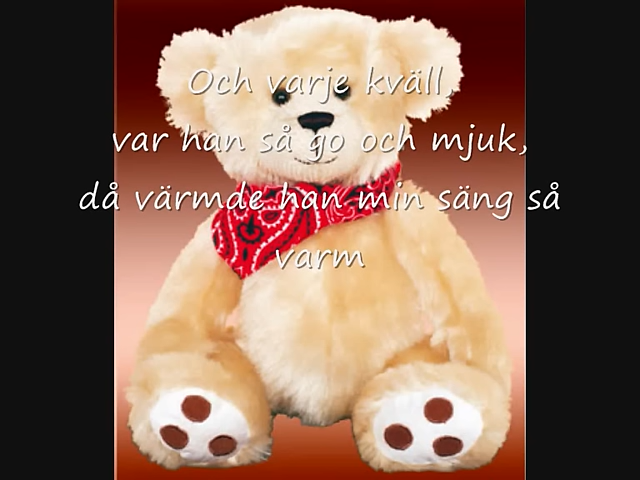 Och varje kväll,
var han så go och mjuk,
då värmde han min säng så
varm